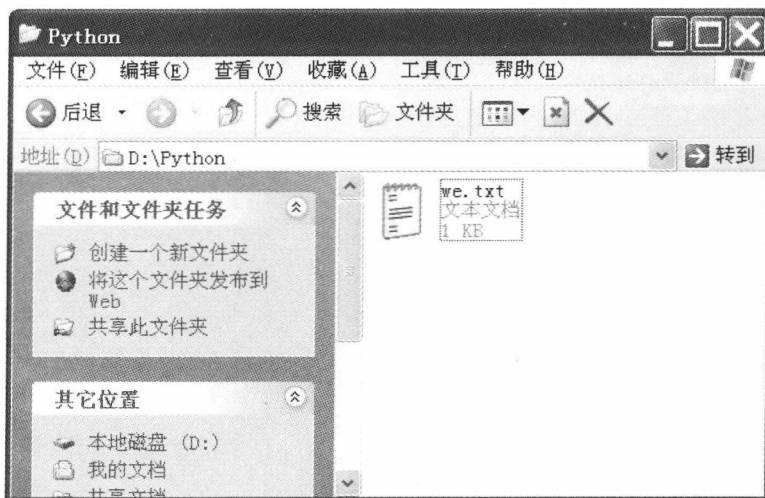 Python
文件(F) 编辑(E) 查看(V) 收藏(A) 工具(T) 帮助(H)
后退 搜索 文件夹
地址(D) D:\Python 转到
文件和文件夹任务
创建一个新文件夹
将这个文件夹发布到
Web
共享此文件夹
其它位置
本地磁盘 (D:)
我的文档
共享文档
we.txt
文本文档
1 KB